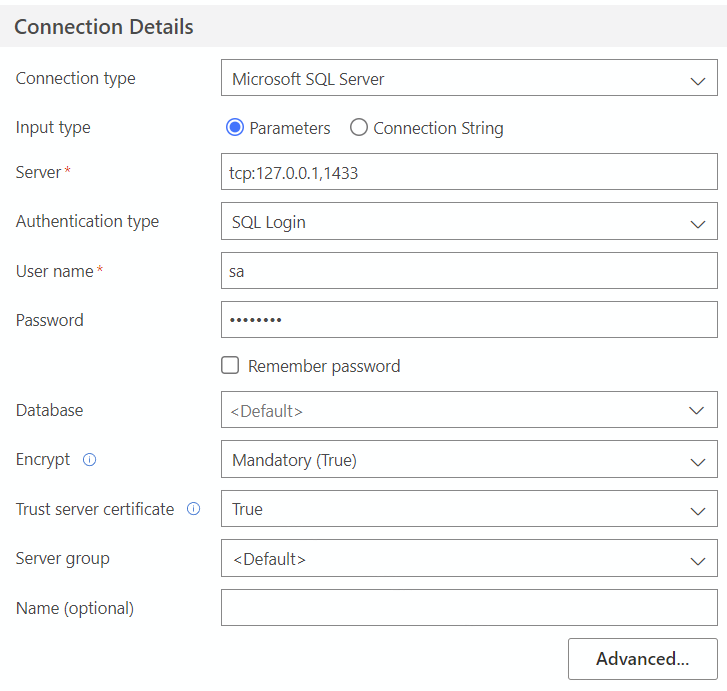 Connection Details
Connection type Microsoft SQL Server
Input type Parameters Connection String
Server* tcp:127.0.0.1,1433
Authentication type SQL Login
User name* sa
Password ••••••••
Remember password
Database <Default>
Encrypt Mandatory (True)
Trust server certificate True
Server group <Default>
Name (optional)
Advanced...